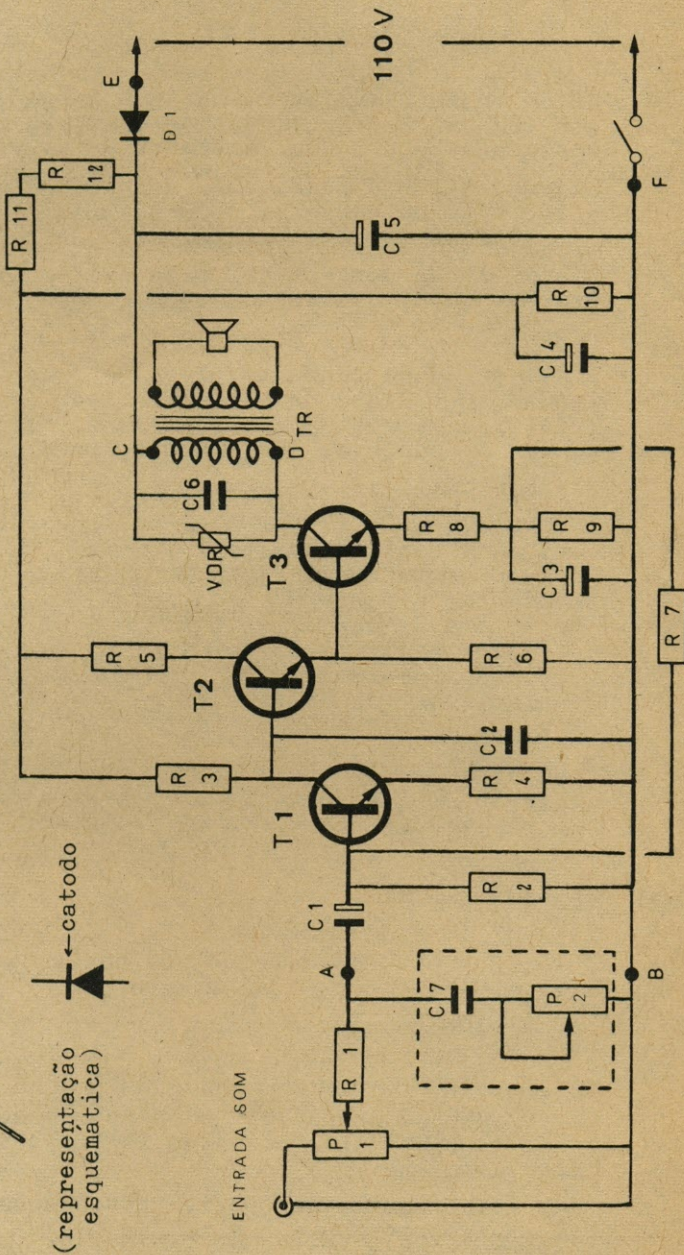 (representação
esquemática)
←catodo
ENTRADA SOM
P
1
R 1
A
C 1
C 7
P
2
B
R
2
T 1
R
3
R
4
C 2
T2
R
5
R
6
T 3
VDR
C 6
C
D
TR
R
8
R
9
C 3
R 7
C 4
R
10
C 5
R 11
R
12
D 1
E
F
110 V